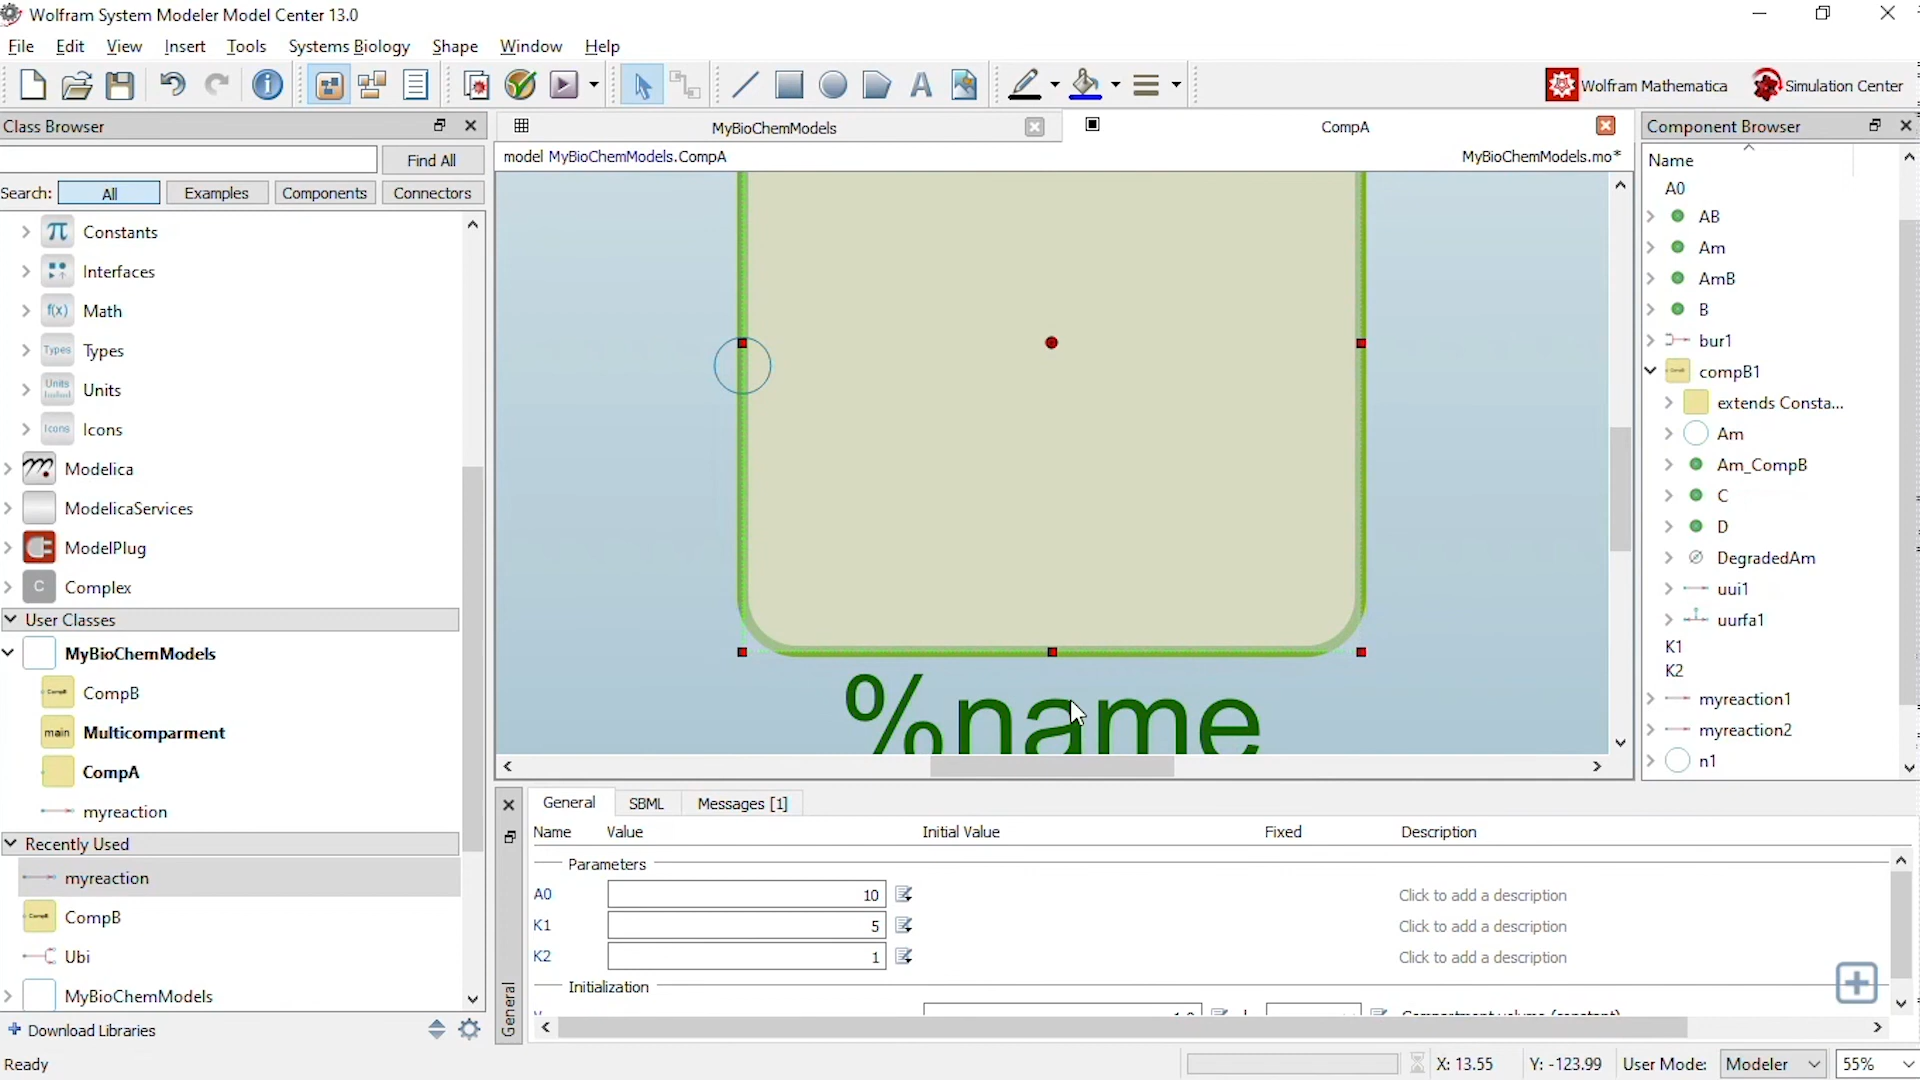 Wolfram System Modeler Model Center 13.0
File Edit View Insert Tools Systems Biology Shape Window Help
Wolfram Mathematica Simulation Center
Class Browser
MyBioChemModels
CompA
Component Browser
Find All
model MyBioChemModels.CompA
MyBioChemModels.mo*
Search: All Examples Components Connectors
Constants
Interfaces
f(x) Math
Types Types
Units Units
Icons Icons
Modelica
ModelicaServices
ModelPlug
C Complex
User Classes
MyBioChemModels
CompB CompB
main Multicomparment
CompA
myreaction
Recently Used
myreaction
CompB CompB
Ubi
MyBioChemModels
Download Libraries
%name
Name
A0
AB
Am
AmB
B
bur1
compB1
extends Consta...
Am
Am_CompB
C
D
DegradedAm
uui1
uurfa1
K1
K2
myreaction1
myreaction2
n1
General SBML Messages [1]
Name Value Initial Value Fixed Description
Parameters
A0 10 Click to add a description
K1 5 Click to add a description
K2 1 Click to add a description
Initialization
General
Ready
X: 13.55 Y: -123.99 User Mode: Modeler 55%